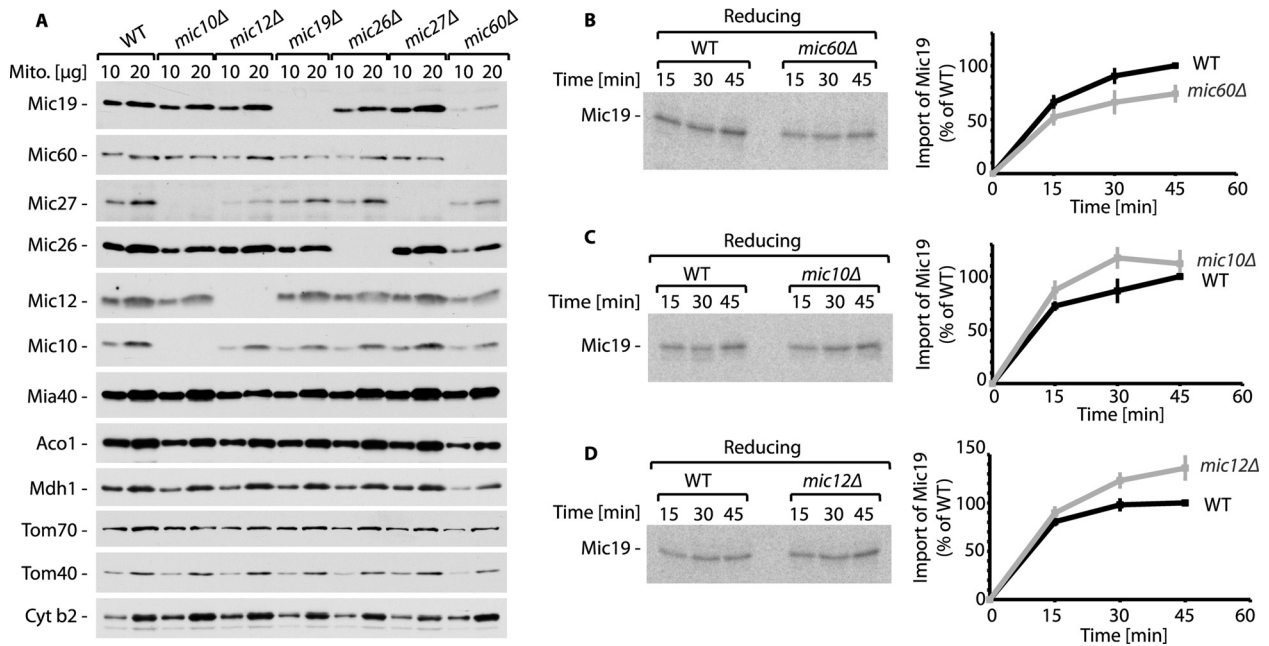 A
WT mic10Δ mic12Δ mic19Δ mic26Δ mic27Δ mic60Δ
Mito. [µg] 10 20 10 20 10 20 10 20 10 20 10 20 10 20
Mic19 -
Mic60 -
Mic27 -
Mic26 -
Mic12 -
Mic10 -
Mia40 -
Aco1 -
Mdh1 -
Tom70 -
Tom40 -
Cyt b2 -
B
Reducing
WT mic60Δ
Time [min] 15 30 45 15 30 45
Mic19 -
Import of Mic19
(% of WT)
100
50
0
WT
mic60Δ
0 15 30 45 60
Time [min]
C
Reducing
WT mic10Δ
Time [min] 15 30 45 15 30 45
Mic19 -
Import of Mic19
(% of WT)
100
50
0
mic10Δ
WT
0 15 30 45 60
Time [min]
D
Reducing
WT mic12Δ
Time [min] 15 30 45 15 30 45
Mic19 -
Import of Mic19
(% of WT)
150
100
50
0
mic12Δ
WT
0 15 30 45 60
Time [min]